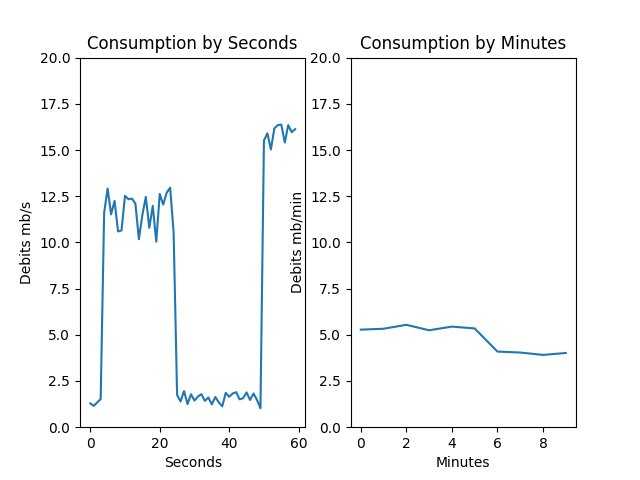 Consumption by Seconds
20.0
17.5
15.0
12.5
10.0
7.5
5.0
2.5
0.0
Debits mb/s
0 20 40 60
Seconds
Consumption by Minutes
20.0
17.5
15.0
12.5
10.0
7.5
5.0
2.5
0.0
Debits mb/min
0 2 4 6 8
Minutes